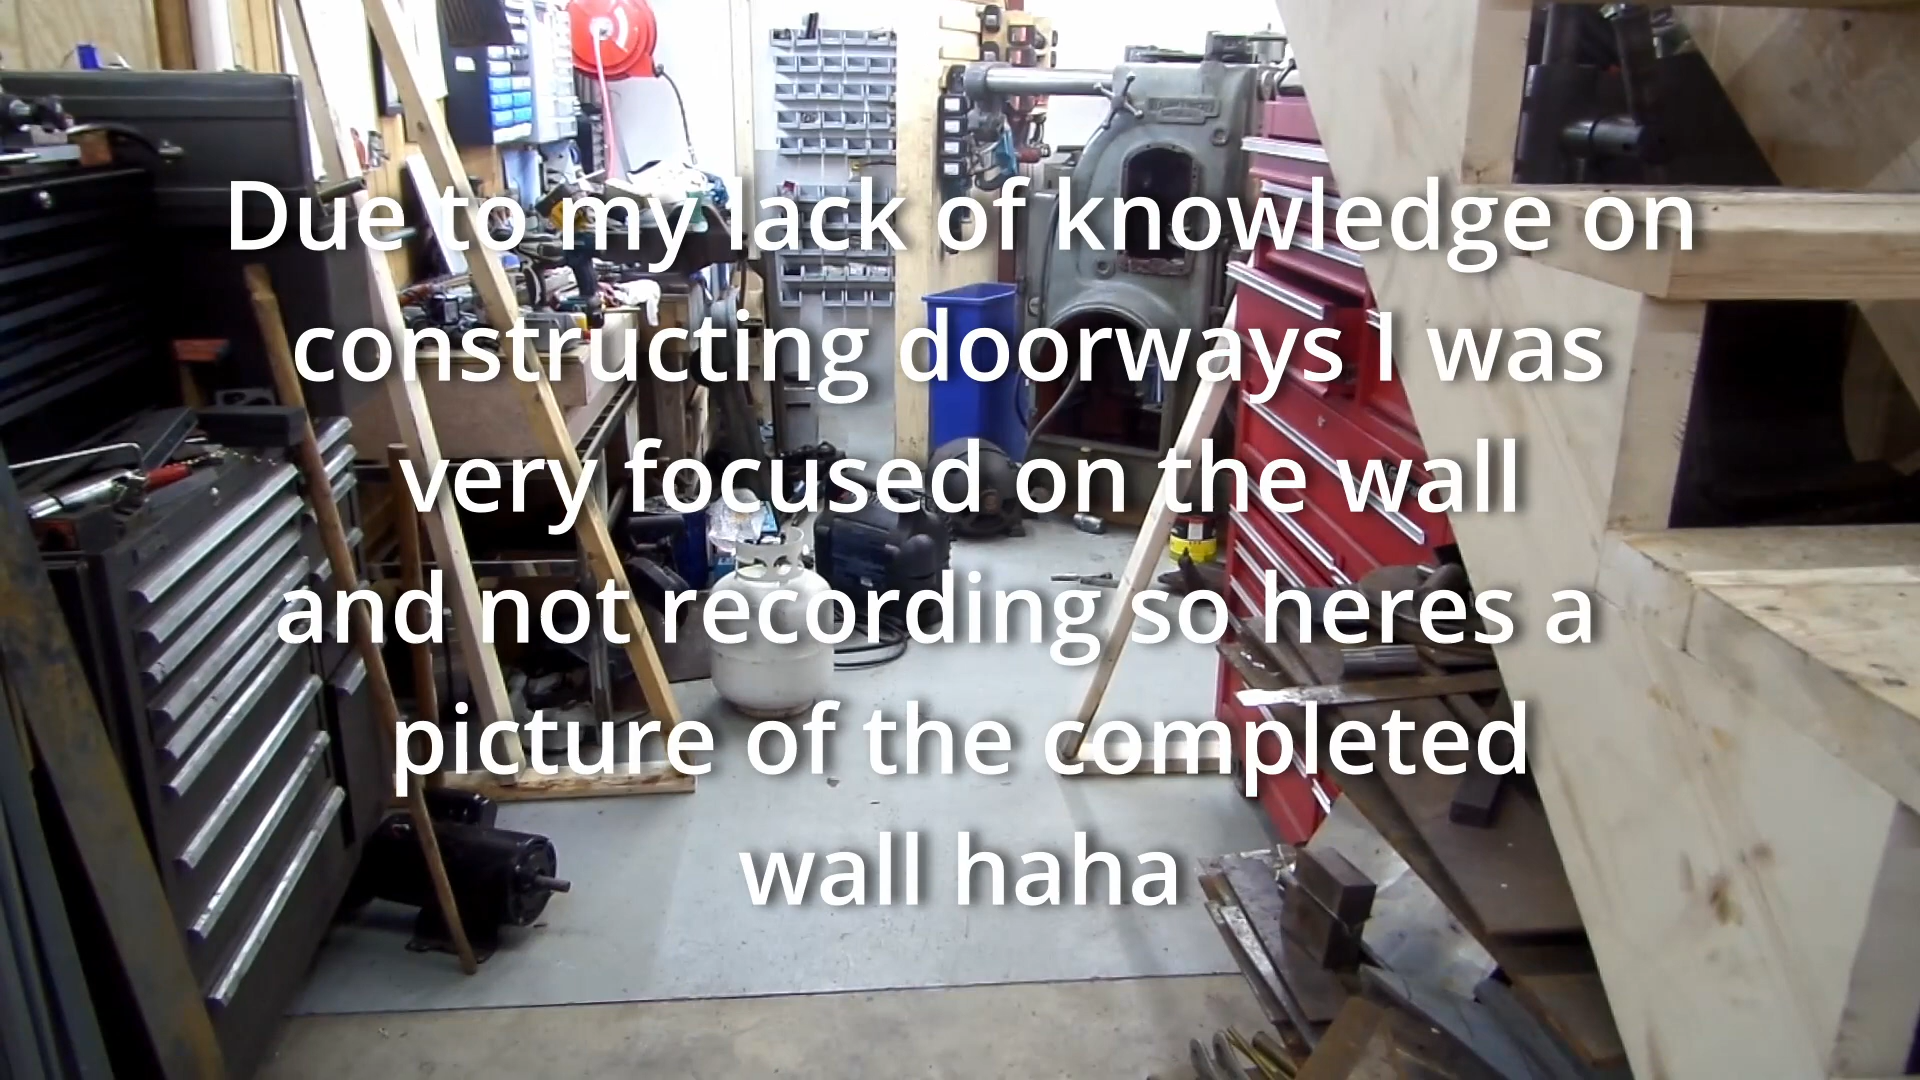 Due to my lack of knowledge on
constructing doorways I was
very focused on the wall
and not recording so heres a
picture of the completed
wall haha